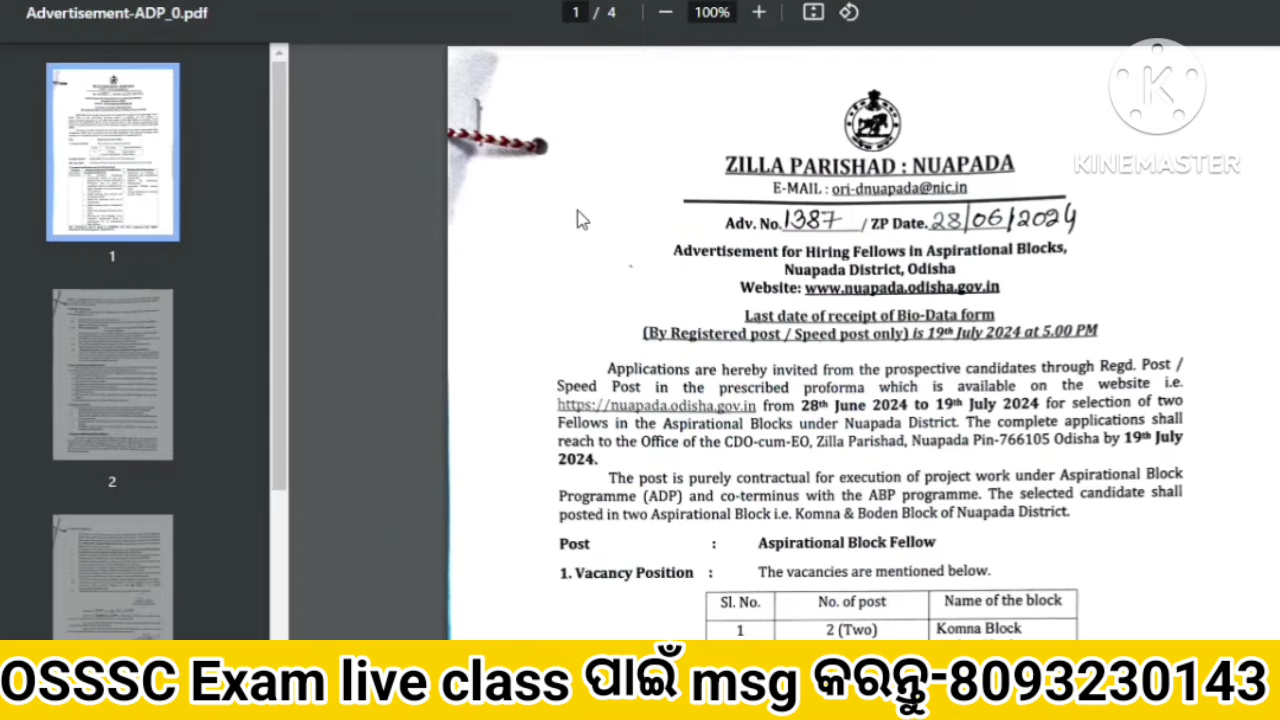 Advertisement-ADP_0.pdf
1 / 4
100%
K
KINEMASTER
ZILLA PARISHAD : NUAPADA
E-MAIL : ori-dnuapada@nic.in
Adv. No. 1387 / ZP Date. 28/06/2024
Advertisement for Hiring Fellows in Aspirational Blocks,
Nuapada District, Odisha
Website: www.nuapada.odisha.gov.in
Last date of receipt of Bio-Data form
(By Registered post / Speed post only) is 19th July 2024 at 5.00 PM
Applications are hereby invited from the prospective candidates through Regd. Post /
Speed Post in the prescribed proforma which is available on the website i.e.
https://nuapada.odisha.gov.in from 28th June 2024 to 19th July 2024 for selection of two
Fellows in the Aspirational Blocks under Nuapada District. The complete applications shall
reach to the Office of the CDO-cum-EO, Zilla Parishad, Nuapada Pin-766105 Odisha by 19th July
2024.
The post is purely contractual for execution of project work under Aspirational Block
Programme (ADP) and co-terminus with the ABP programme. The selected candidate shall
posted in two Aspirational Block i.e. Komna & Boden Block of Nuapada District.
Post : Aspirational Block Fellow
1. Vacancy Position : The vacancies are mentioned below.
Sl. No. No. of post Name of the block
1 2 (Two) Komna Block
1
2
OSSSC Exam live class ପାଇଁ msg କରନ୍ତୁ-8093230143